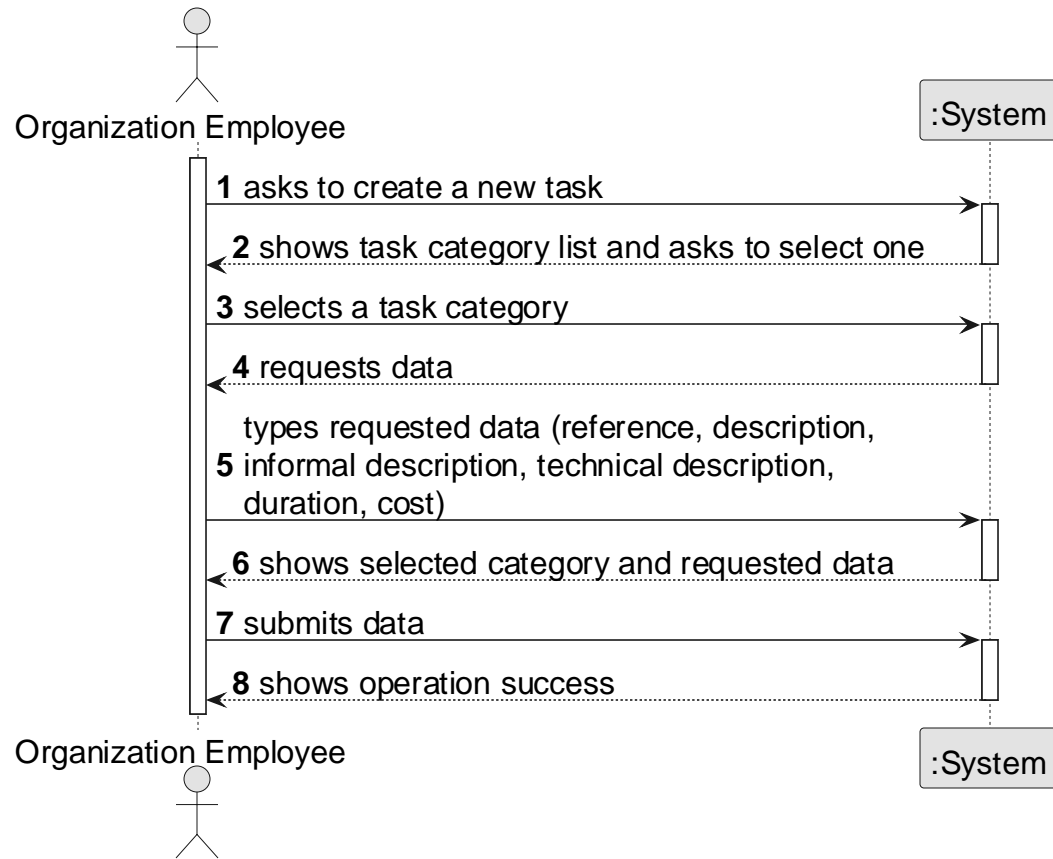 Organization Employee
:System
1 asks to create a new task
2 shows task category list and asks to select one
3 selects a task category
4 requests data
types requested data (reference, description,
5 informal description, technical description,
duration, cost)
6 shows selected category and requested data
7 submits data
8 shows operation success
Organization Employee
:System